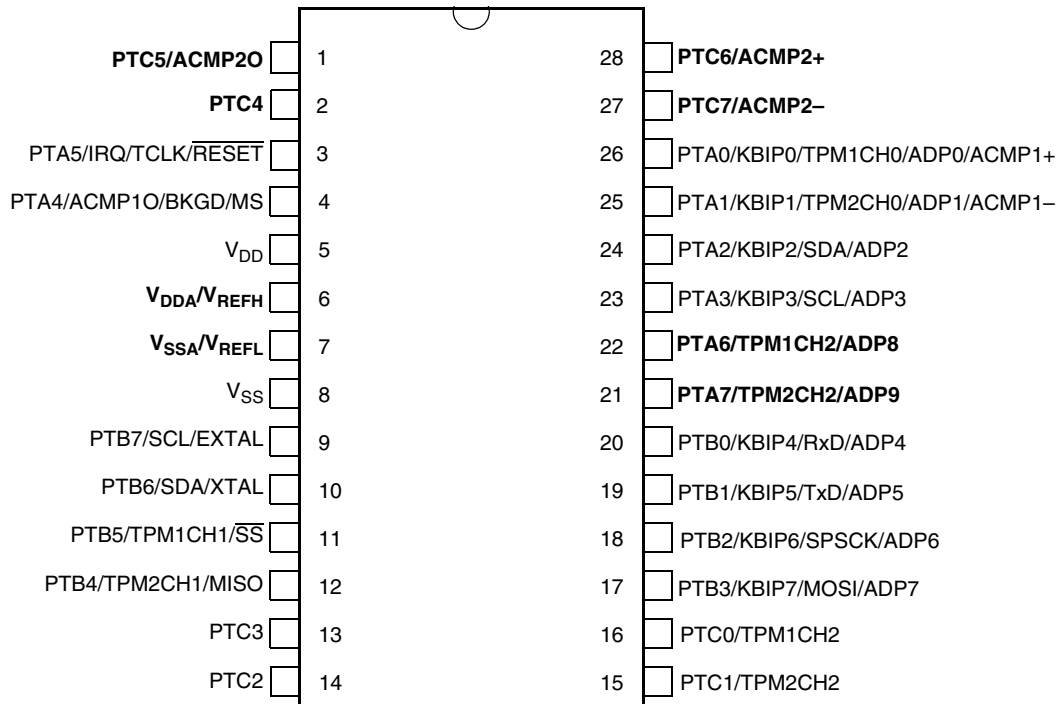 PTC5/ACMP2O 1 28 PTC6/ACMP2+
PTC4 2 27 PTC7/ACMP2–
PTA5/IRQ/TCLK/RESET 3 26 PTA0/KBIP0/TPM1CH0/ADP0/ACMP1+
PTA4/ACMP1O/BKGD/MS 4 25 PTA1/KBIP1/TPM2CH0/ADP1/ACMP1–
VDD 5 24 PTA2/KBIP2/SDA/ADP2
VDDA/VREFH 6 23 PTA3/KBIP3/SCL/ADP3
VSSA/VREFL 7 22 PTA6/TPM1CH2/ADP8
VSS 8 21 PTA7/TPM2CH2/ADP9
PTB7/SCL/EXTAL 9 20 PTB0/KBIP4/RxD/ADP4
PTB6/SDA/XTAL 10 19 PTB1/KBIP5/TxD/ADP5
PTB5/TPM1CH1/SS 11 18 PTB2/KBIP6/SPSCK/ADP6
PTB4/TPM2CH1/MISO 12 17 PTB3/KBIP7/MOSI/ADP7
PTC3 13 16 PTC0/TPM1CH2
PTC2 14 15 PTC1/TPM2CH2